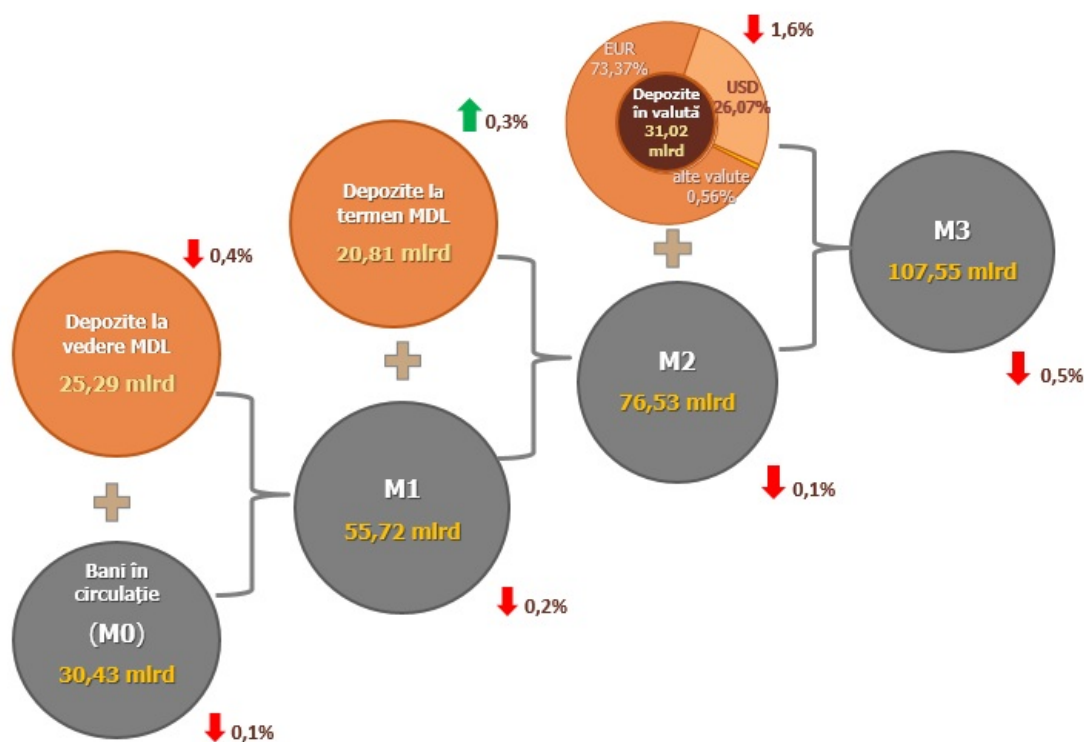 1,6%
EUR
73,37%
USD
26,07%
Depozite
în valută
31,02
mlrd
alte valute
0,56%
0,3%
Depozite la
termen MDL
20,81 mlrd
M3
107,55 mlrd
0,5%
0,4%
Depozite la
vedere MDL
25,29 mlrd
M2
76,53 mlrd
0,1%
M1
55,72 mlrd
0,2%
Bani în
circulație
(M0)
30,43 mlrd
0,1%